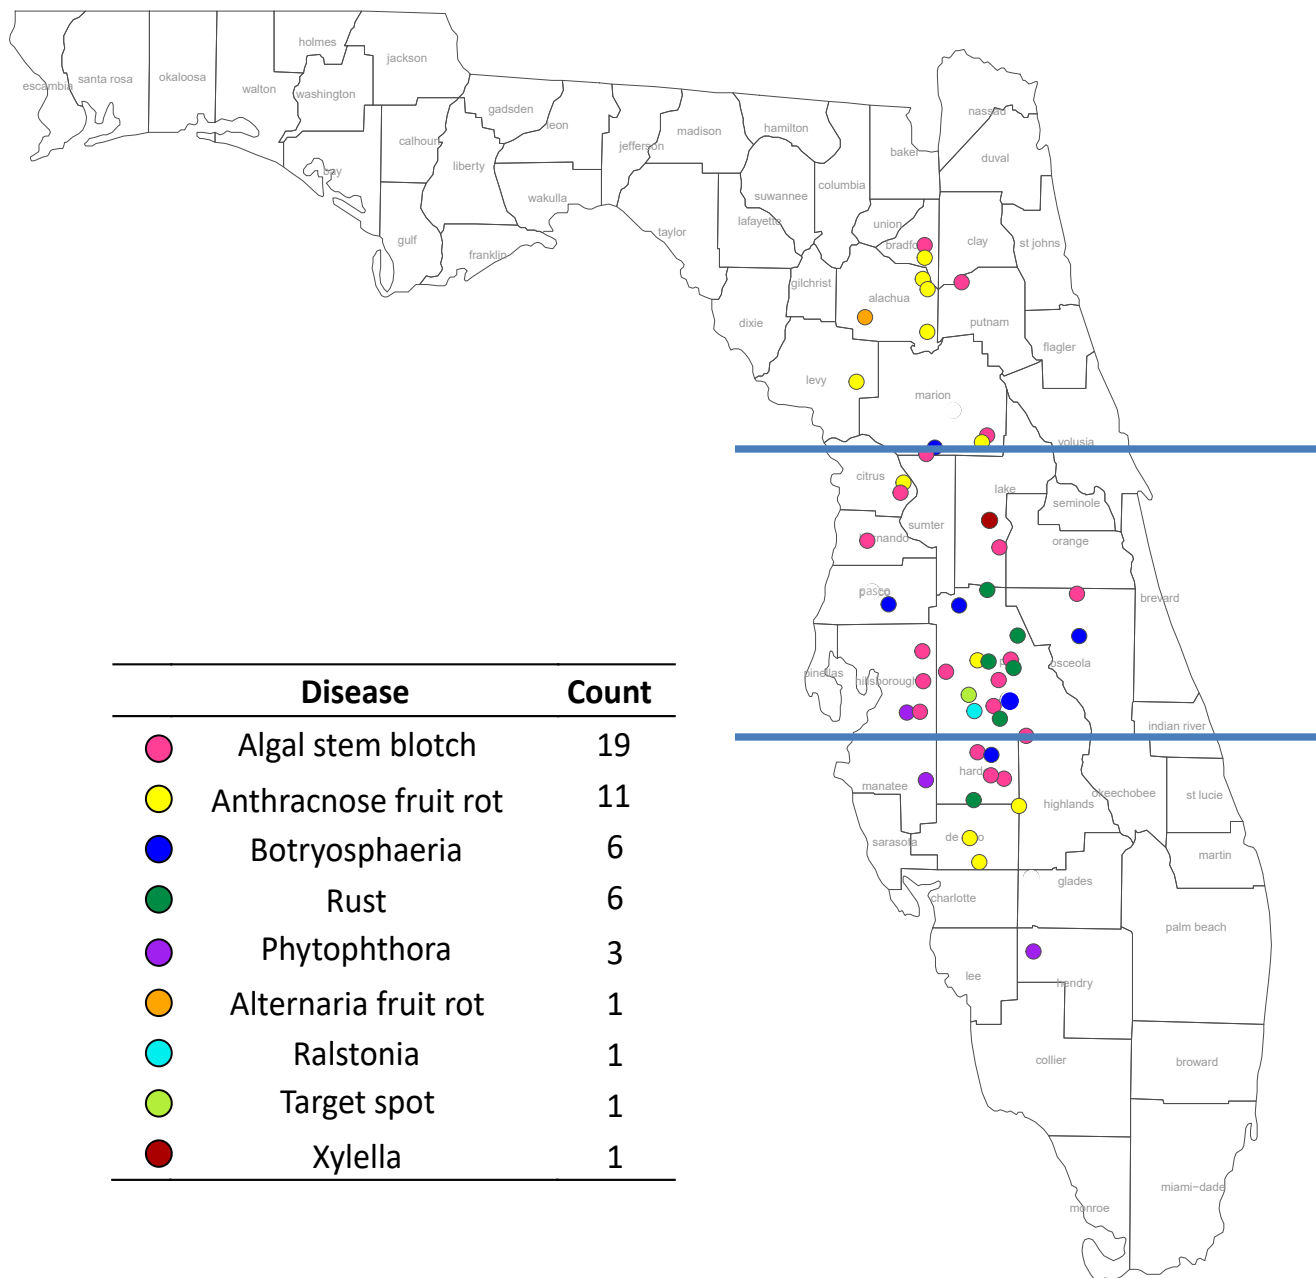 holmes
jackson
escambia
santa rosa
okaloosa
walton
washington
gadsden
leon
calhoun
liberty
bay
gulf
franklin
wakulla
jefferson
madison
hamilton
taylor
lafayette
suwannee
columbia
baker
nassau
duval
union
clay
st johns
gilchrist
alachua
dixie
putnam
flagler
levy
marion
volusia
citrus
lake
seminole
sumter
orange
pasco
brevard
pinellas
hillsborough
osceola
indian river
manatee
highlands
okeechobee
st lucie
sarasota
martin
charlotte
glades
palm beach
lee
hendry
collier
broward
miami-dade
monroe
Disease Count
Algal stem blotch 19
Anthracnose fruit rot 11
Botryosphaeria 6
Rust 6
Phytophthora 3
Alternaria fruit rot 1
Ralstonia 1
Target spot 1
Xylella 1